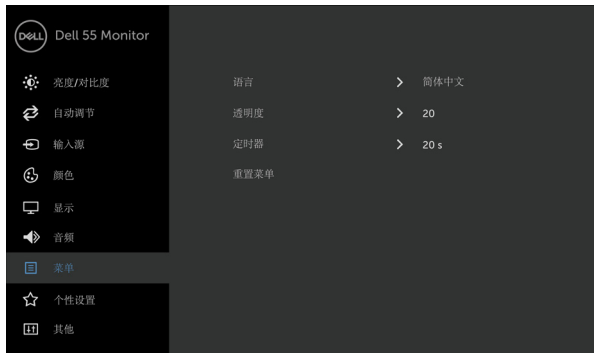 DELL
Dell 55 Monitor
亮度/对比度
自动调节
输入源
颜色
显示
音频
菜单
个性设置
其他
语言 简体中文
透明度 20
定时器 20 s
重置菜单